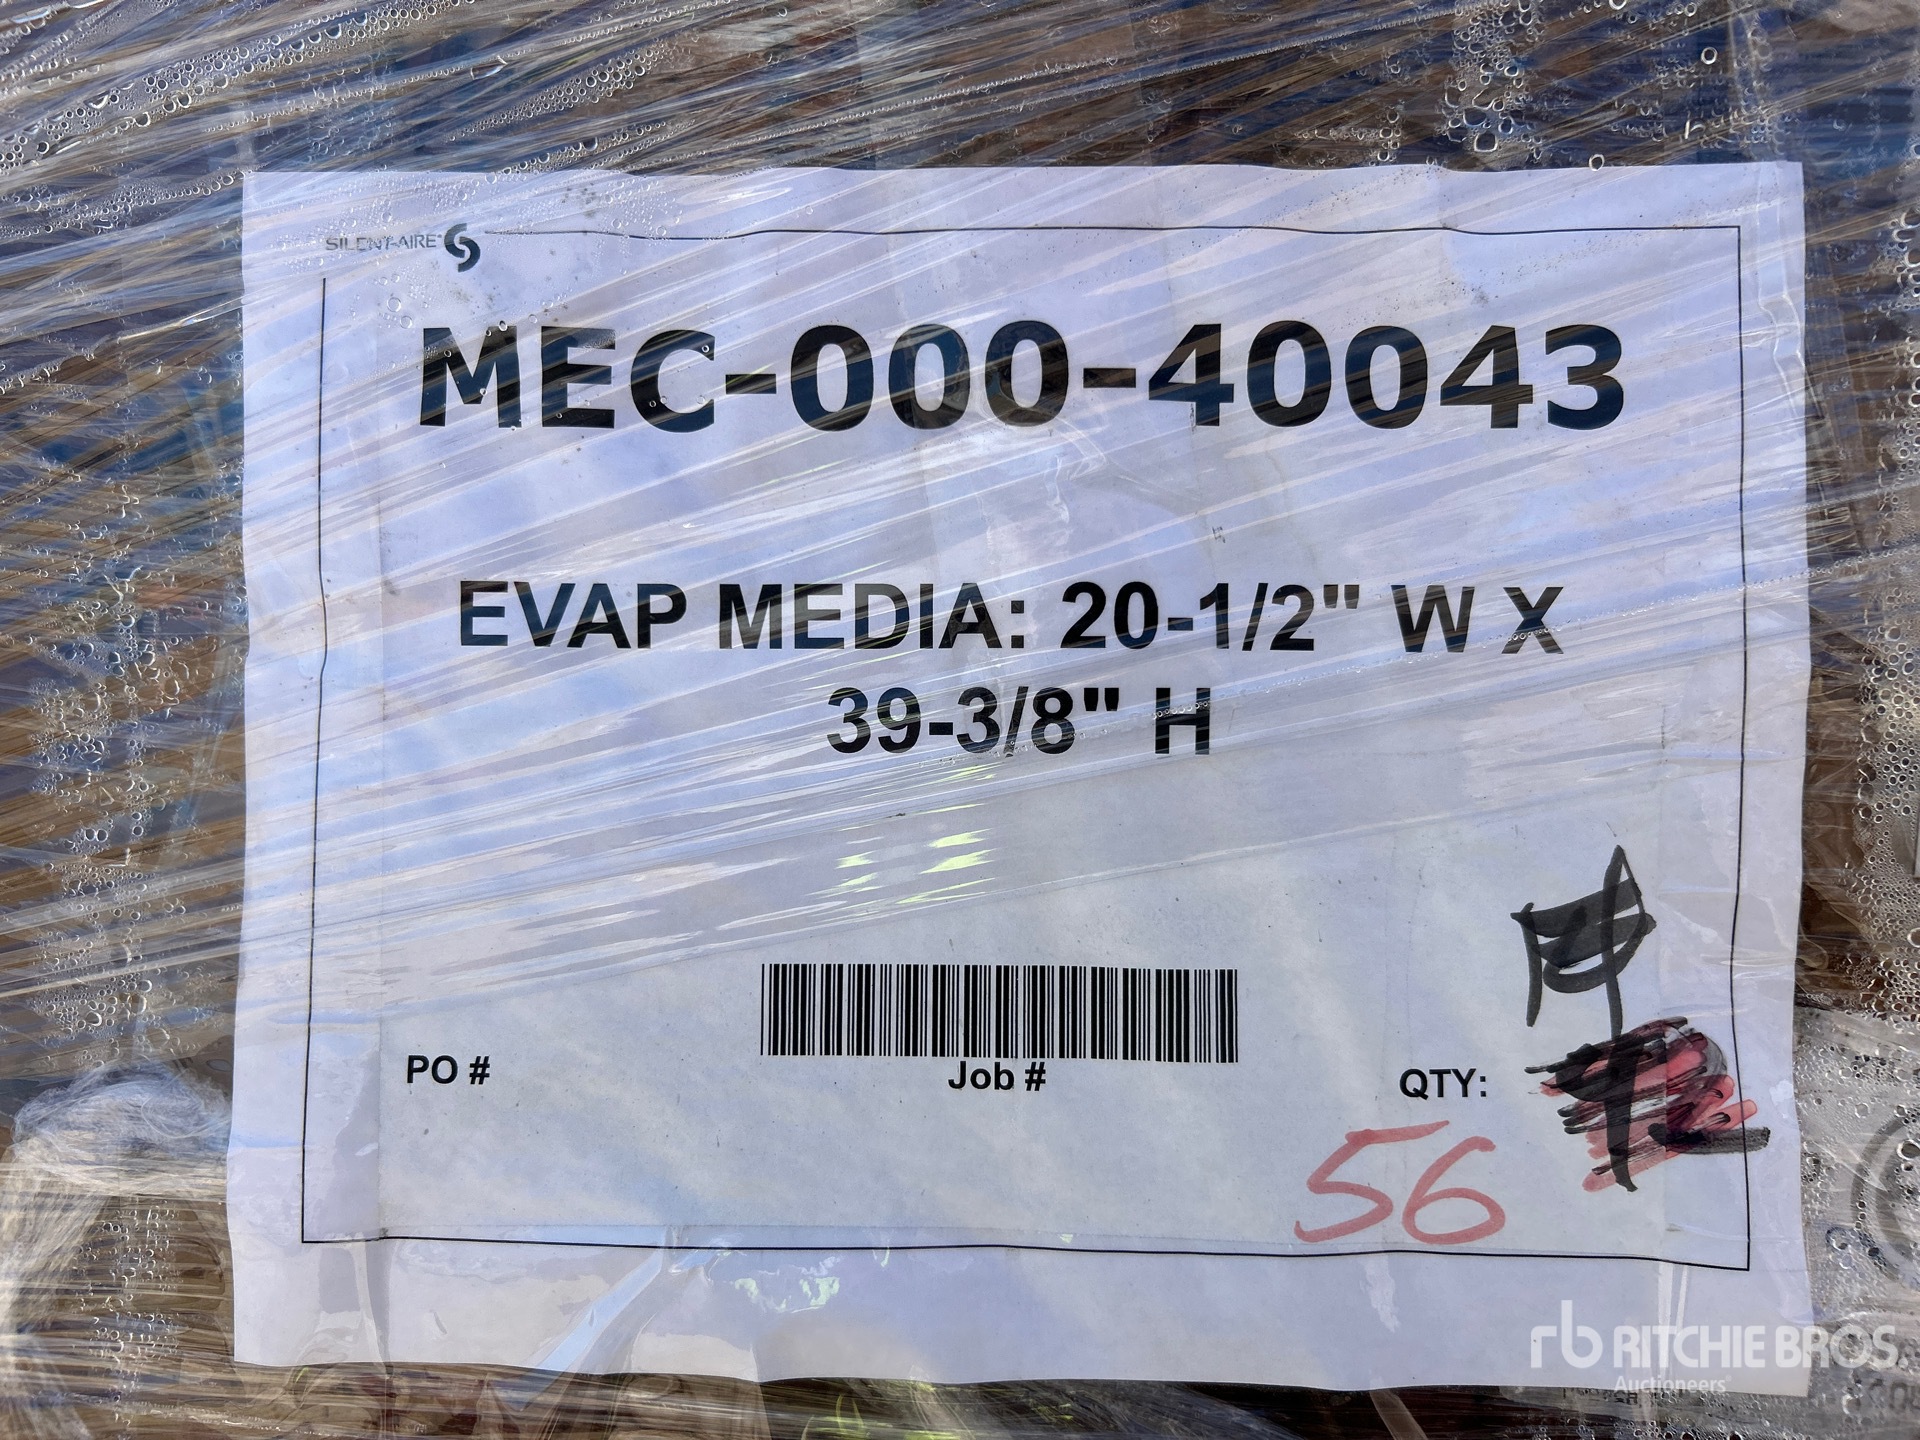 SILENT-AIRE
MEC-000-40043
EVAP MEDIA: 20-1/2" W X
39-3/8" H
PO #
Job #
QTY:
56
rb RITCHIE BROS.
Auctioneers